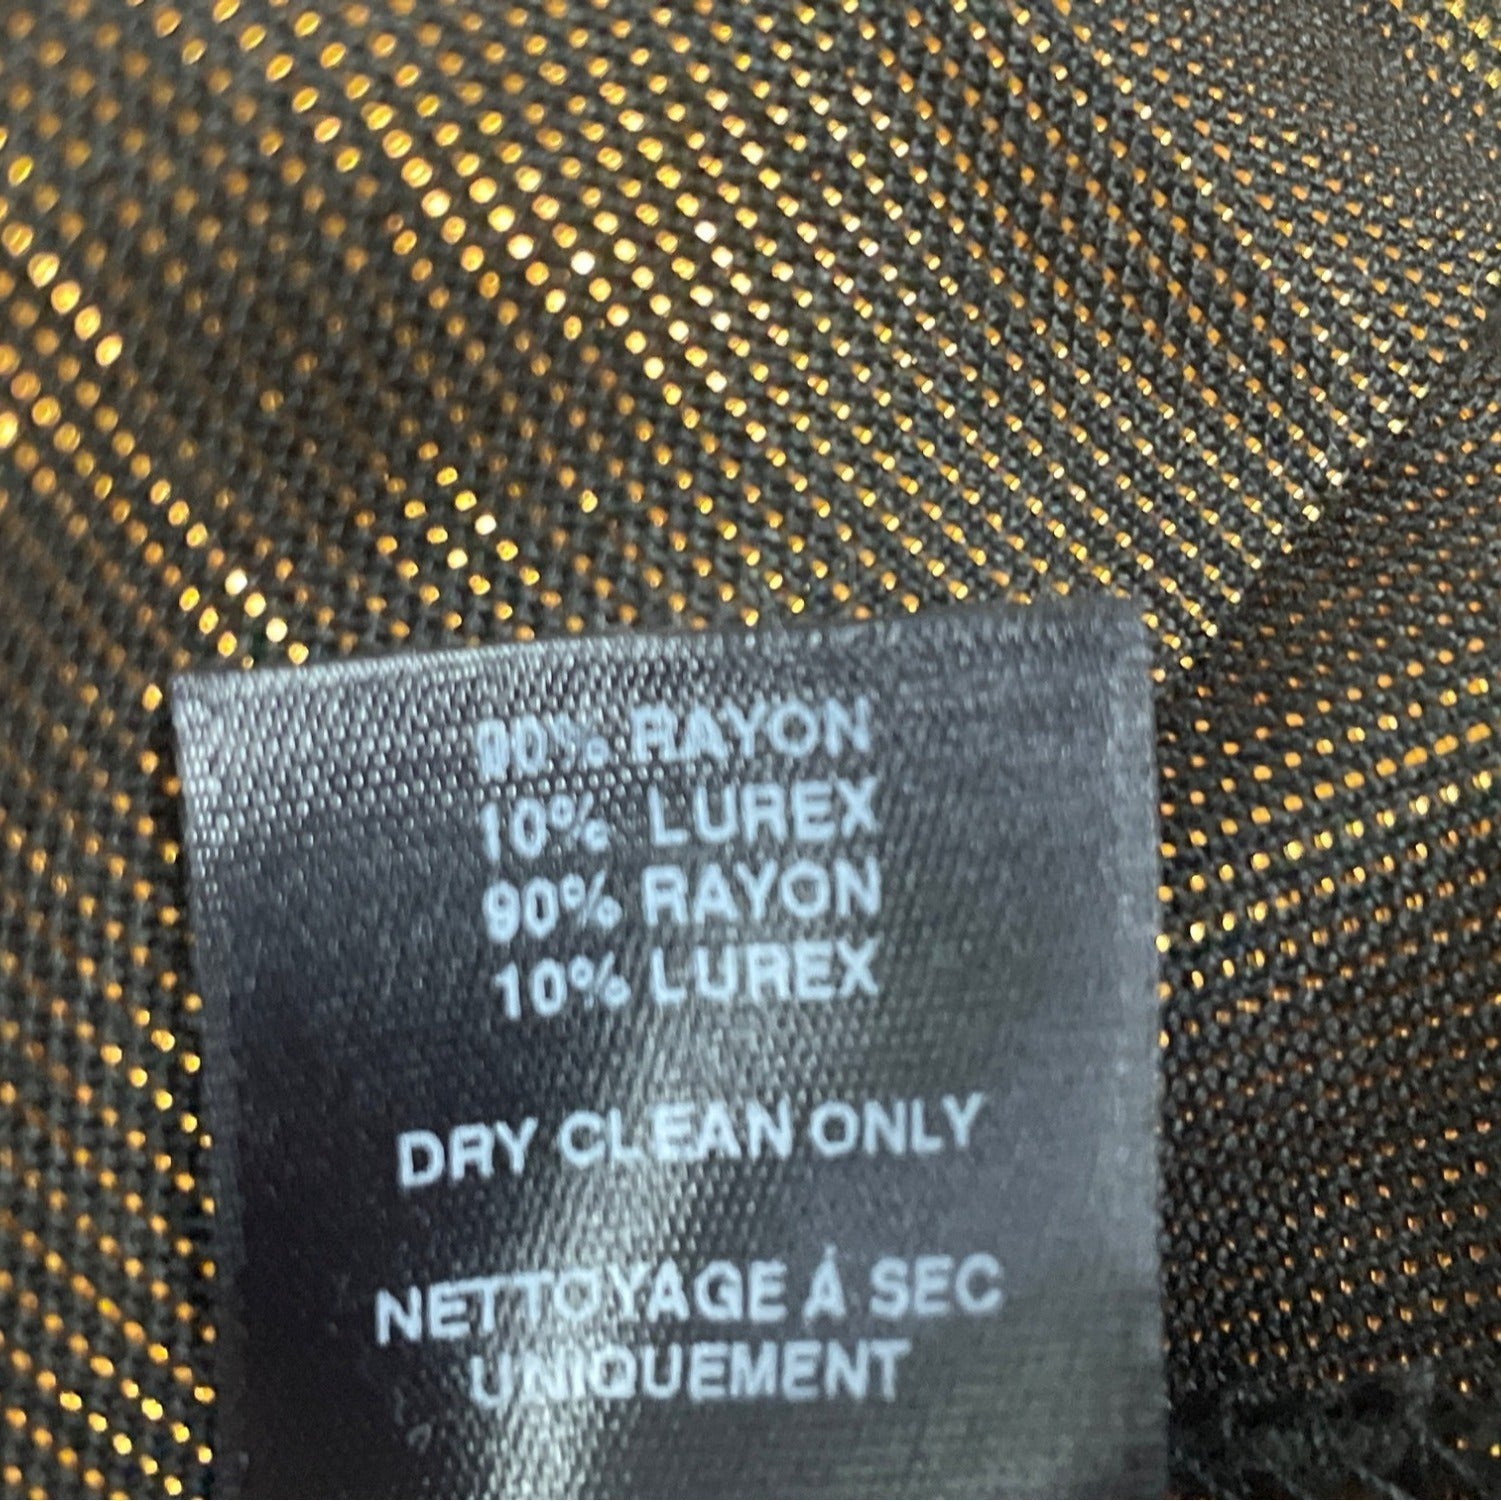 90% RAYON
10% LUREX
90% RAYON
10% LUREX
DRY CLEAN ONLY
NETTOYAGE À SEC
UNIQUEMENT